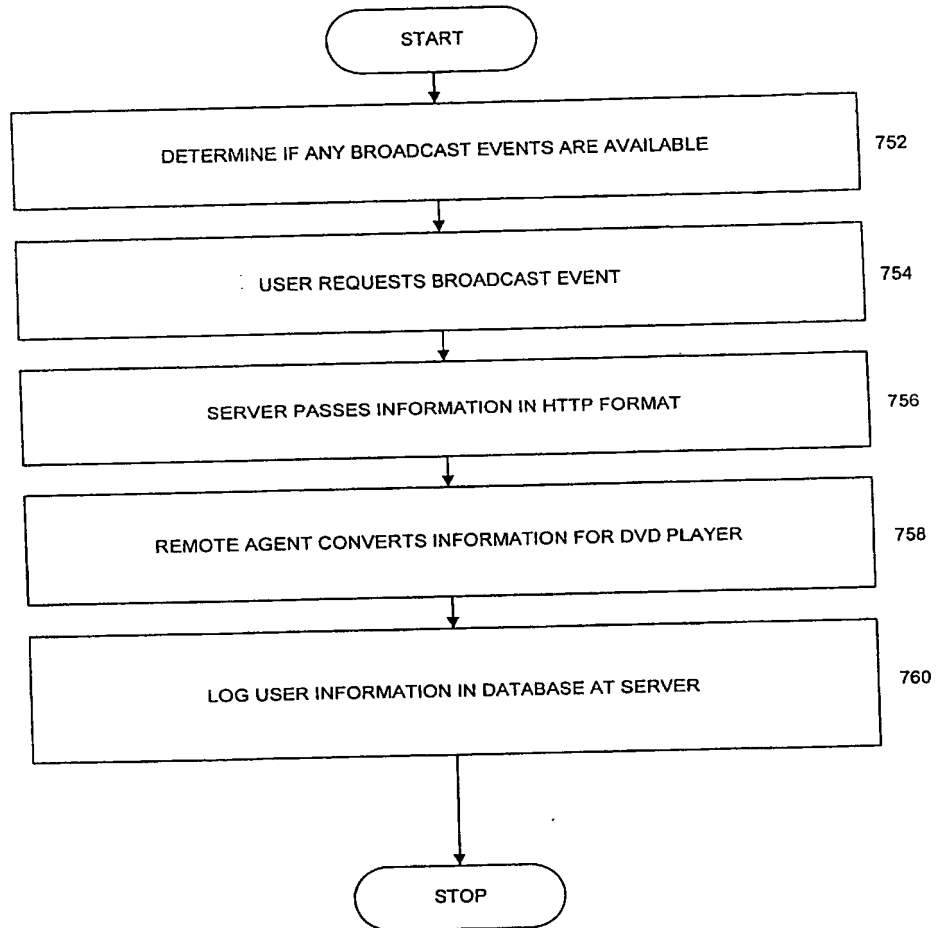 START
DETERMINE IF ANY BROADCAST EVENTS ARE AVAILABLE
752
USER REQUESTS BROADCAST EVENT
754
SERVER PASSES INFORMATION IN HTTP FORMAT
756
REMOTE AGENT CONVERTS INFORMATION FOR DVD PLAYER
758
LOG USER INFORMATION IN DATABASE AT SERVER
760
STOP